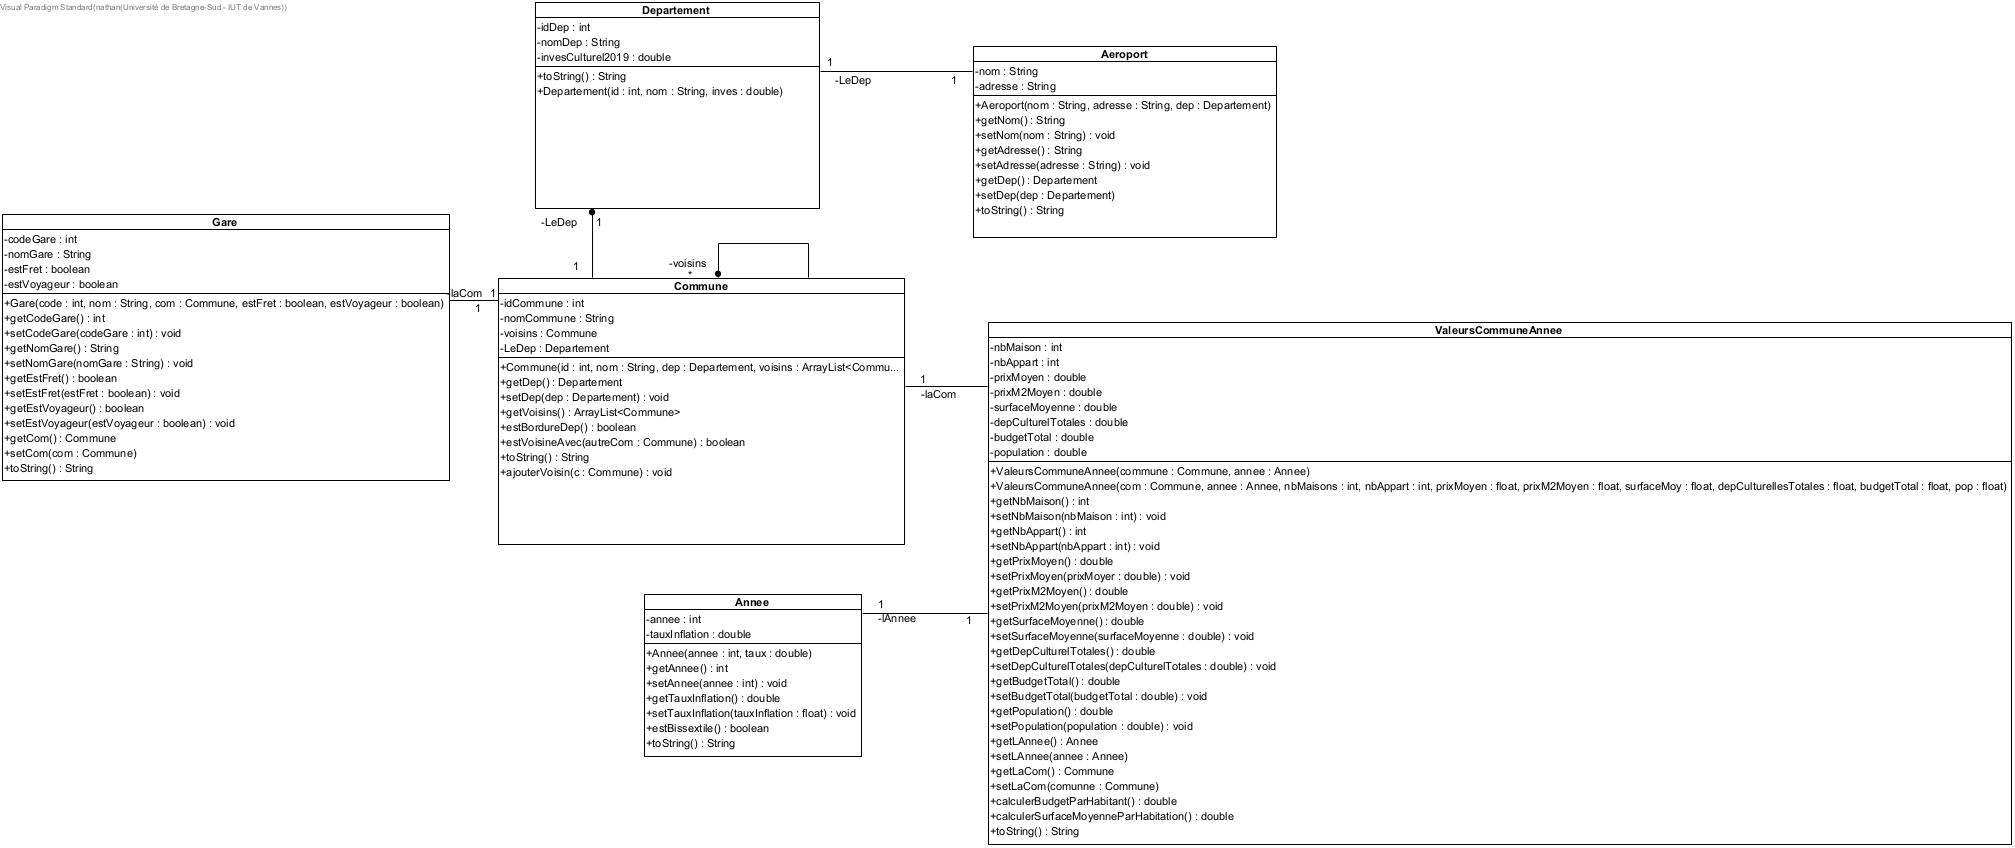 Visual Paradigm Standard(nathan(Université de Bretagne-Sud - IUT de Vannes))
Departement
-idDep : int
-nomDep : String
-invesCulturel2019 : double
+toString() : String
+Departement(id : int, nom : String, inves : double)
1
-LeDep
1
Aeroport
-nom : String
-adresse : String
+Aeroport(nom : String, adresse : String, dep : Departement)
+getNom() : String
+setNom(nom : String) : void
+getAdresse() : String
+setAdresse(adresse : String) : void
+getDep() : Departement
+setDep(dep : Departement)
+toString() : String
-LeDep
1
1
-voisins
*
Gare
-codeGare : int
-nomGare : String
-estFret : boolean
-estVoyageur : boolean
+Gare(code : int, nom : String, com : Commune, estFret : boolean, estVoyageur : boolean)
+getCodeGare() : int
+setCodeGare(codeGare : int) : void
+getNomGare() : String
+setNomGare(nomGare : String) : void
+getEstFret() : boolean
+setEstFret(estFret : boolean) : void
+getEstVoyageur() : boolean
+setEstVoyageur(estVoyageur : boolean) : void
+getCom() : Commune
+setCom(com : Commune)
+toString() : String
-laCom
1
1
Commune
-idCommune : int
-nomCommune : String
-voisins : Commune
-LeDep : Departement
+Commune(id : int, nom : String, dep : Departement, voisins : ArrayList<Commu...
+getDep() : Departement
+setDep(dep : Departement) : void
+getVoisins() : ArrayList<Commune>
+estBordureDep() : boolean
+estVoisineAvec(autreCom : Commune) : boolean
+toString() : String
+ajouterVoisin(c : Commune) : void
1
-laCom
ValeursCommuneAnnee
-nbMaison : int
-nbAppart : int
-prixMoyen : double
-prixM2Moyen : double
-surfaceMoyenne : double
-depCulturelTotales : double
-budgetTotal : double
-population : double
+ValeursCommuneAnnee(commune : Commune, annee : Annee)
+ValeursCommuneAnnee(com : Commune, annee : Annee, nbMaisons : int, nbAppart : int, prixMoyen : float, prixM2Moyen : float, surfaceMoy : float, depCulturellesTotales : float, budgetTotal : float, pop : float)
+getNbMaison() : int
+setNbMaison(nbMaison : int) : void
+getNbAppart() : int
+setNbAppart(nbAppart : int) : void
+getPrixMoyen() : double
+setPrixMoyen(prixMoyer : double) : void
+getPrixM2Moyen() : double
+setPrixM2Moyen(prixM2Moyen : double) : void
+getSurfaceMoyenne() : double
+setSurfaceMoyenne(surfaceMoyenne : double) : void
+getDepCulturelTotales() : double
+setDepCulturelTotales(depCulturelTotales : double) : void
+getBudgetTotal() : double
+setBudgetTotal(budgetTotal : double) : void
+getPopulation() : double
+setPopulation(population : double) : void
+getLAnnee() : Annee
+setLAnnee(annee : Annee)
+getLaCom() : Commune
+setLaCom(comunne : Commune)
+calculerBudgetParHabitant() : double
+calculerSurfaceMoyenneParHabitation() : double
+toString() : String
Annee
-annee : int
-tauxInflation : double
+Annee(annee : int, taux : double)
+getAnnee() : int
+setAnnee(annee : int) : void
+getTauxInflation() : double
+setTauxInflation(tauxInflation : float) : void
+estBissextile() : boolean
+toString() : String
1
-lAnnee
1